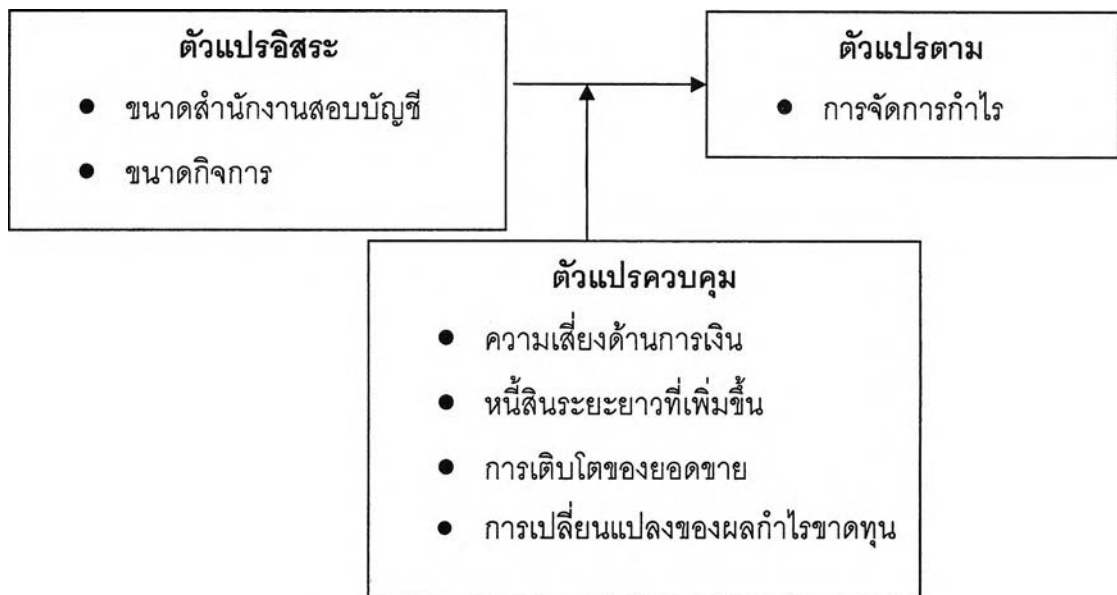 ตัวแปรอิสระ
● ขนาดสำนักงานสอบบัญชี
● ขนาดกิจการ
ตัวแปรตาม
● การจัดการกำไร
ตัวแปรควบคุม
● ความเสี่ยงด้านการเงิน
● หนี้สินระยะยาวที่เพิ่มขึ้น
● การเติบโตของยอดขาย
● การเปลี่ยนแปลงของผลกำไรขาดทุน